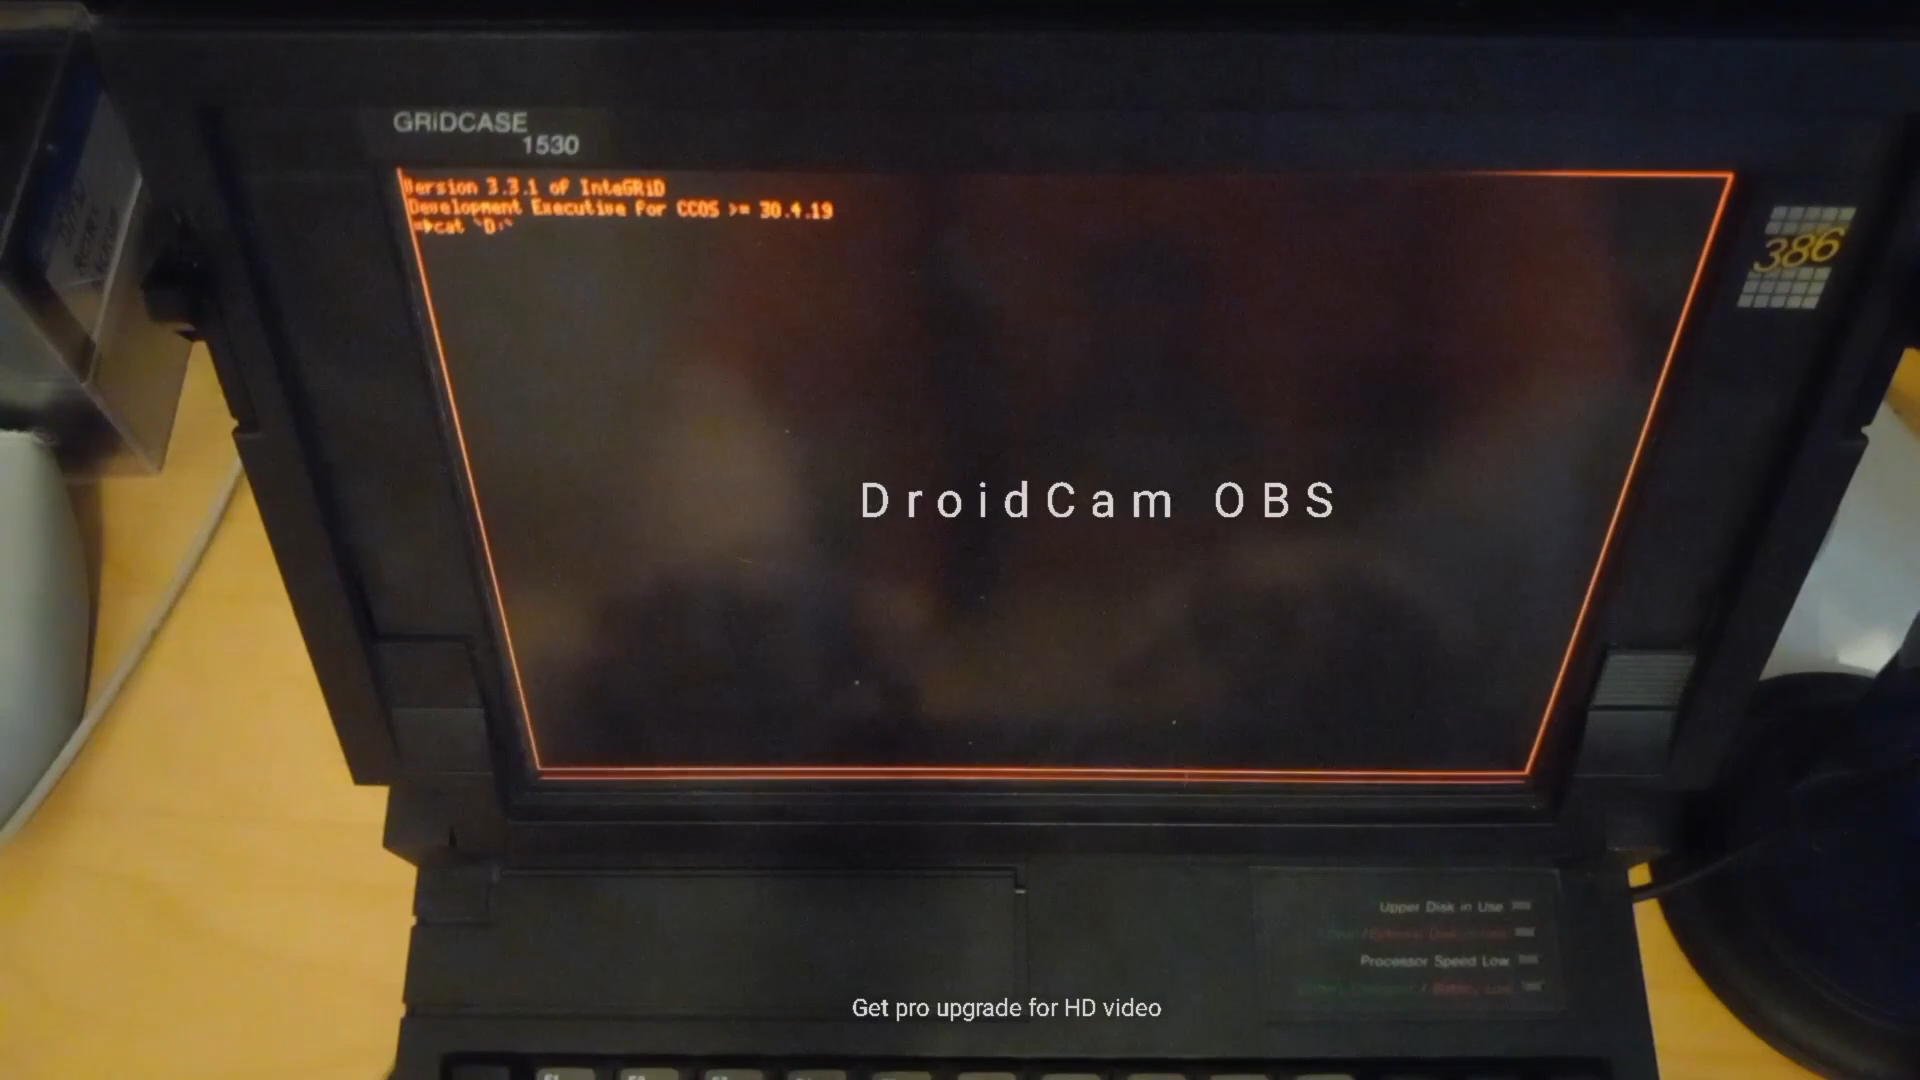 GRiDCASE
1530
Version 3.3.1 of InteGRiD
Development Executive for CCOS >= 30.4.19
=>cat `D:`
386
DroidCam OBS
Upper Disk in Use
Processor Speed Low
Get pro upgrade for HD video